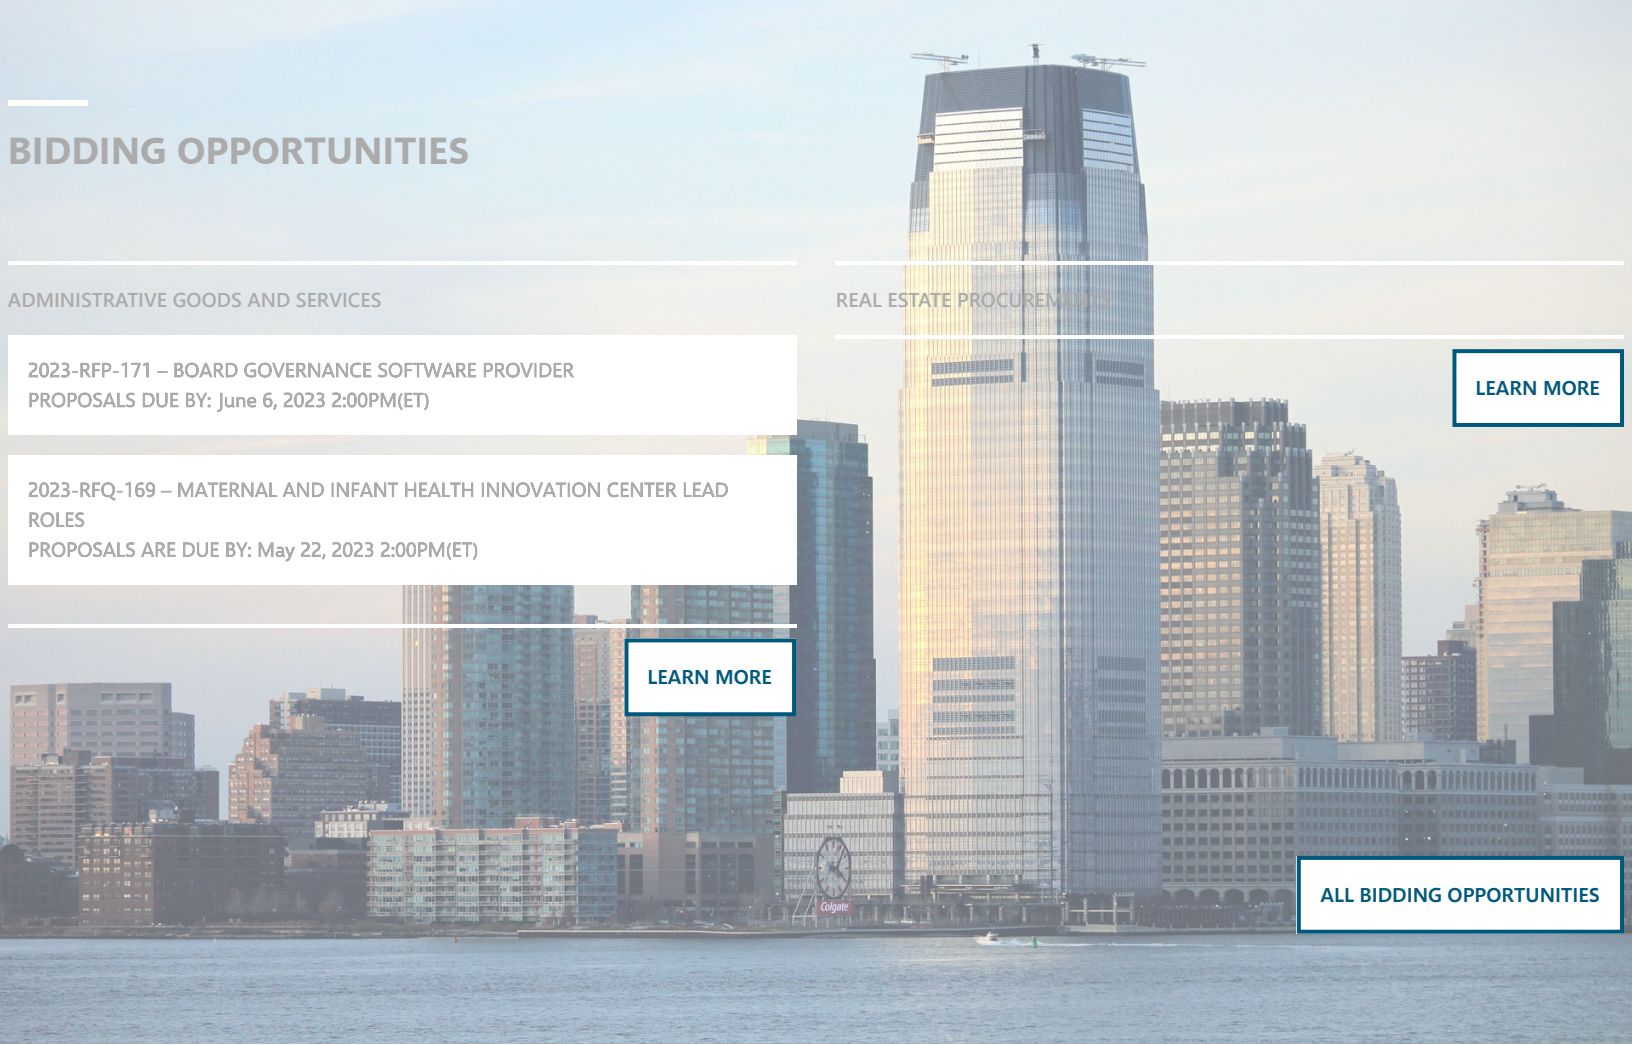 BIDDING OPPORTUNITIES
ADMINISTRATIVE GOODS AND SERVICES
2023-RFP-171 – BOARD GOVERNANCE SOFTWARE PROVIDER
PROPOSALS DUE BY: June 6, 2023 2:00PM(ET)
2023-RFQ-169 – MATERNAL AND INFANT HEALTH INNOVATION CENTER LEAD
ROLES
PROPOSALS ARE DUE BY: May 22, 2023 2:00PM(ET)
LEARN MORE
REAL ESTATE PROCUREMENTS
LEARN MORE
ALL BIDDING OPPORTUNITIES
Colgate